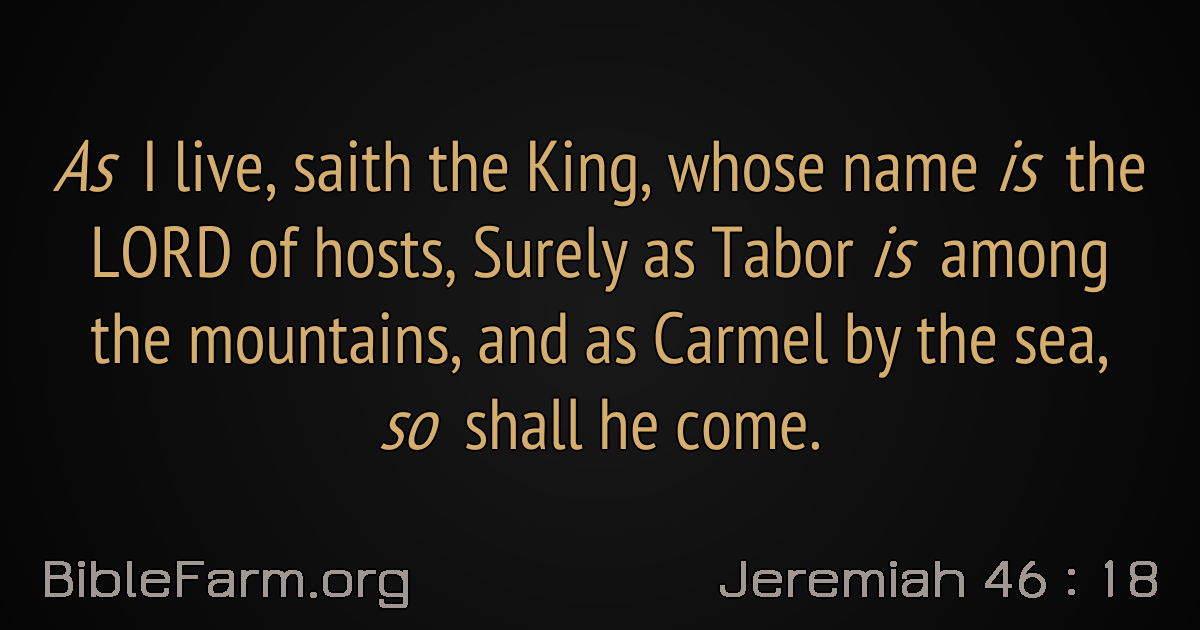 As I live, saith the King, whose name is the
LORD of hosts, Surely as Tabor is among
the mountains, and as Carmel by the sea,
so shall he come.
BibleFarm.org
Jeremiah 46 : 18